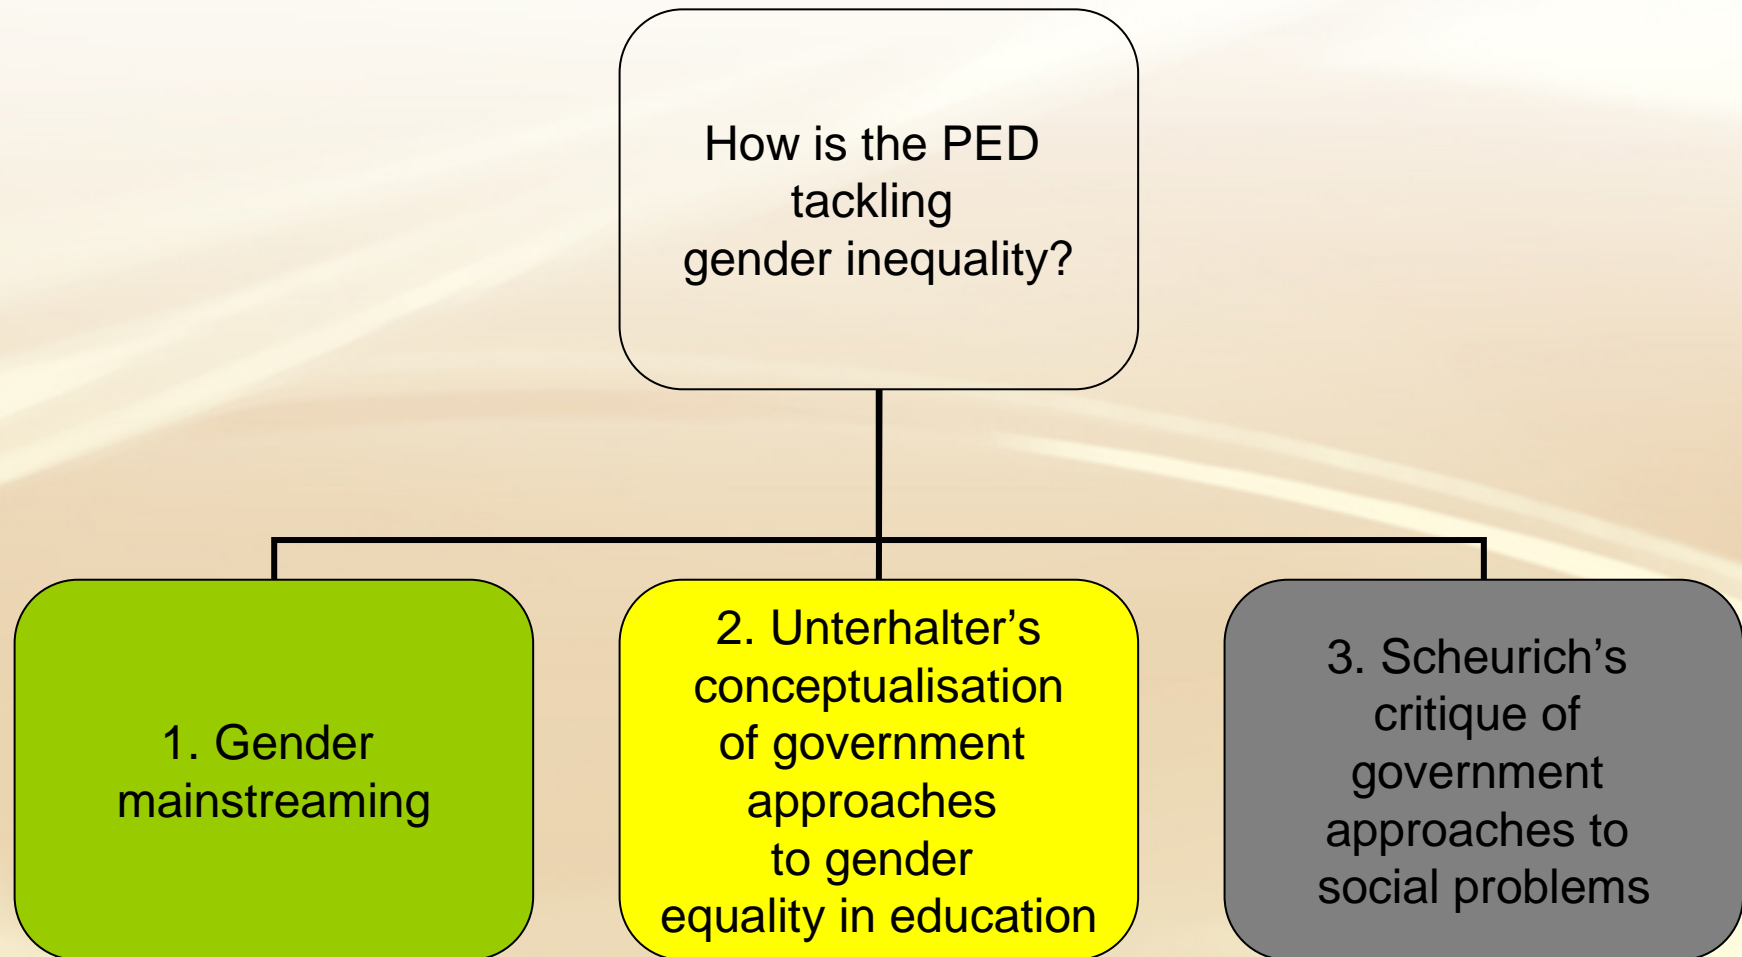 How is the PED
tackling
gender inequality?
1. Gender
mainstreaming
2. Unterhalter’s
conceptualisation
of government
approaches
to gender
equality in education
3. Scheurich’s
critique of
government
approaches to
social problems